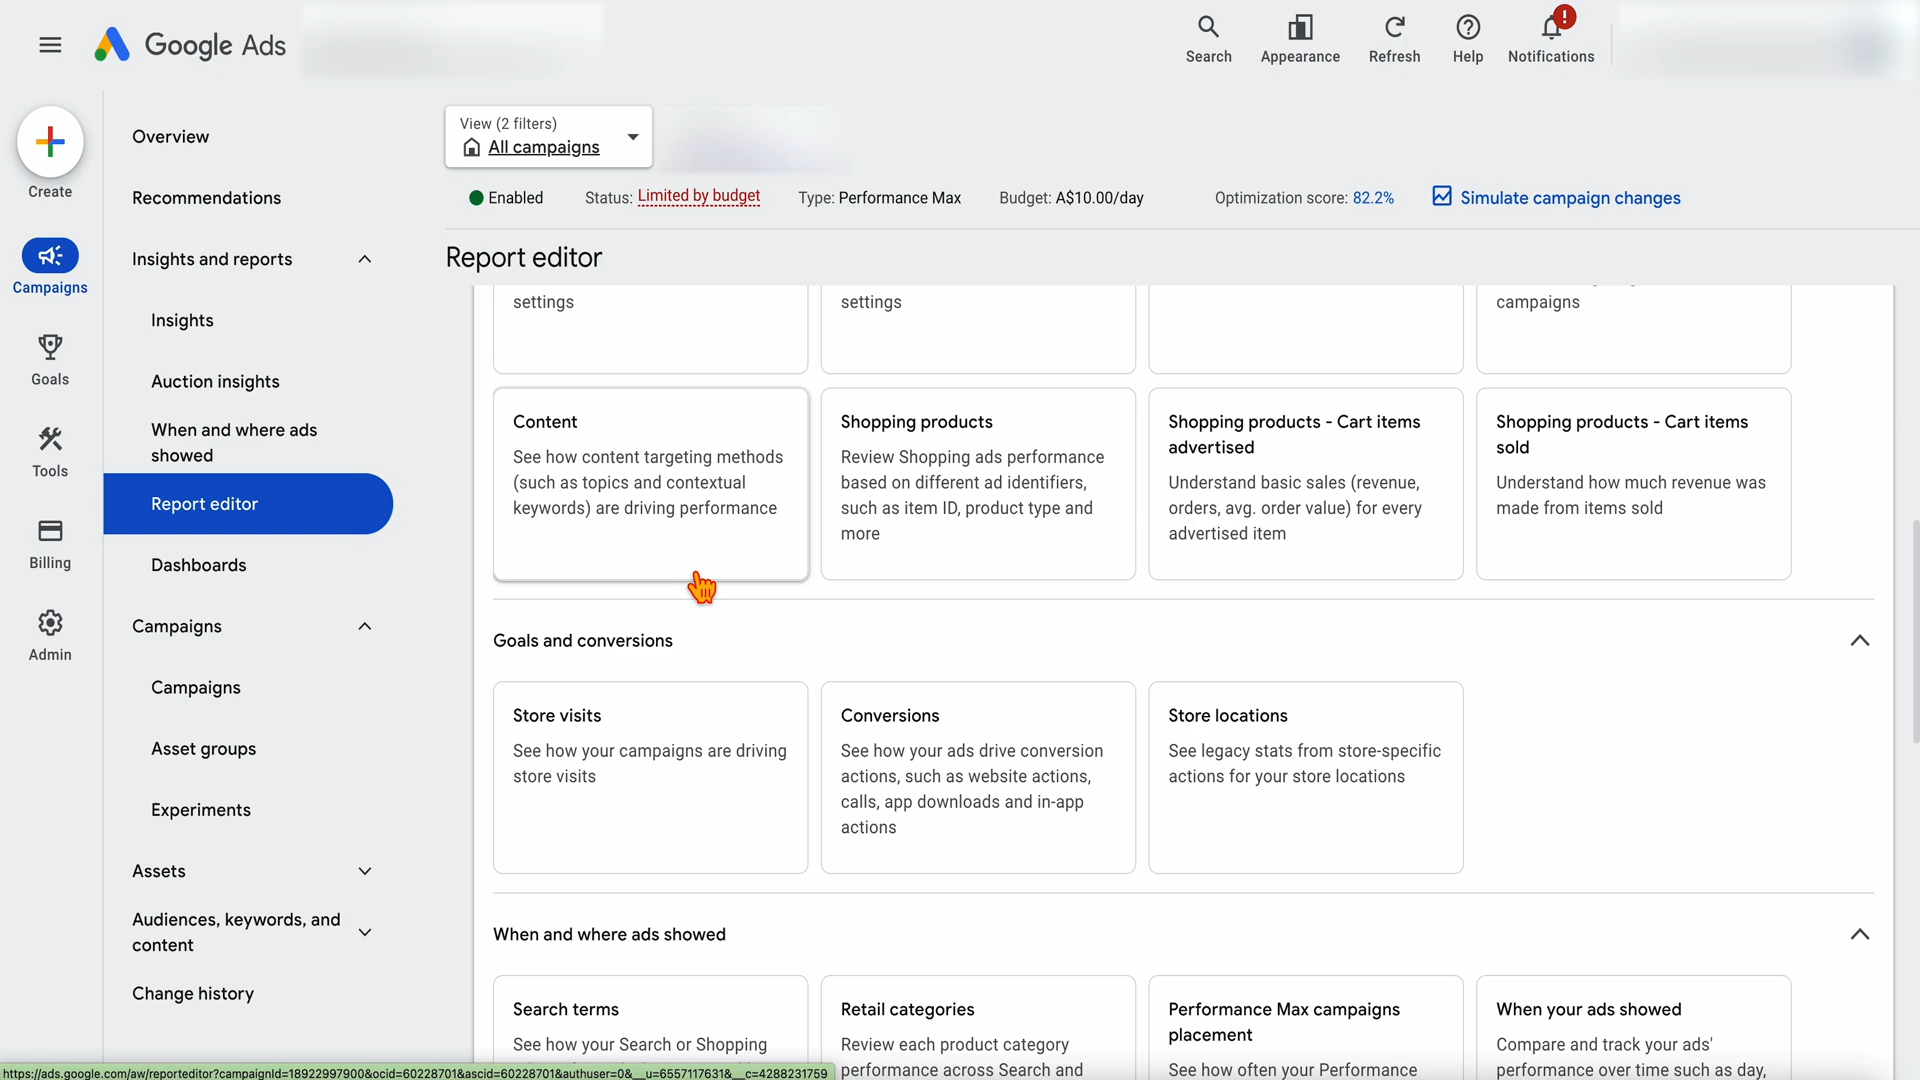 Google Ads
Search
Appearance
Refresh
Help
!
Notifications
Create
Campaigns
Goals
Tools
Billing
Admin
Overview
Recommendations
Insights and reports
Insights
Auction insights
When and where ads
showed
Report editor
Dashboards
Campaigns
Campaigns
Asset groups
Experiments
Assets
Audiences, keywords, and
content
Change history
View (2 filters)
All campaigns
Enabled
Status: Limited by budget
Type: Performance Max
Budget: A$10.00/day
Optimization score: 82.2%
Simulate campaign changes
Report editor
settings
settings
campaigns
Content
See how content targeting methods
(such as topics and contextual
keywords) are driving performance
Shopping products
Review Shopping ads performance
based on different ad identifiers,
such as item ID, product type and
more
Shopping products - Cart items
advertised
Understand basic sales (revenue,
orders, avg. order value) for every
advertised item
Shopping products - Cart items
sold
Understand how much revenue was
made from items sold
Goals and conversions
Store visits
See how your campaigns are driving
store visits
Conversions
See how your ads drive conversion
actions, such as website actions,
calls, app downloads and in-app
actions
Store locations
See legacy stats from store-specific
actions for your store locations
When and where ads showed
Search terms
See how your Search or Shopping
Retail categories
Review each product category
performance across Search and
Performance Max campaigns
placement
See how often your Performance
When your ads showed
Compare and track your ads'
performance over time such as day,
https://ads.google.com/aw/reporteditor?campaignId=18922997900&ocid=60228701&ascid=60228701&authuser=0&__u=6557117631&__c=4288231759